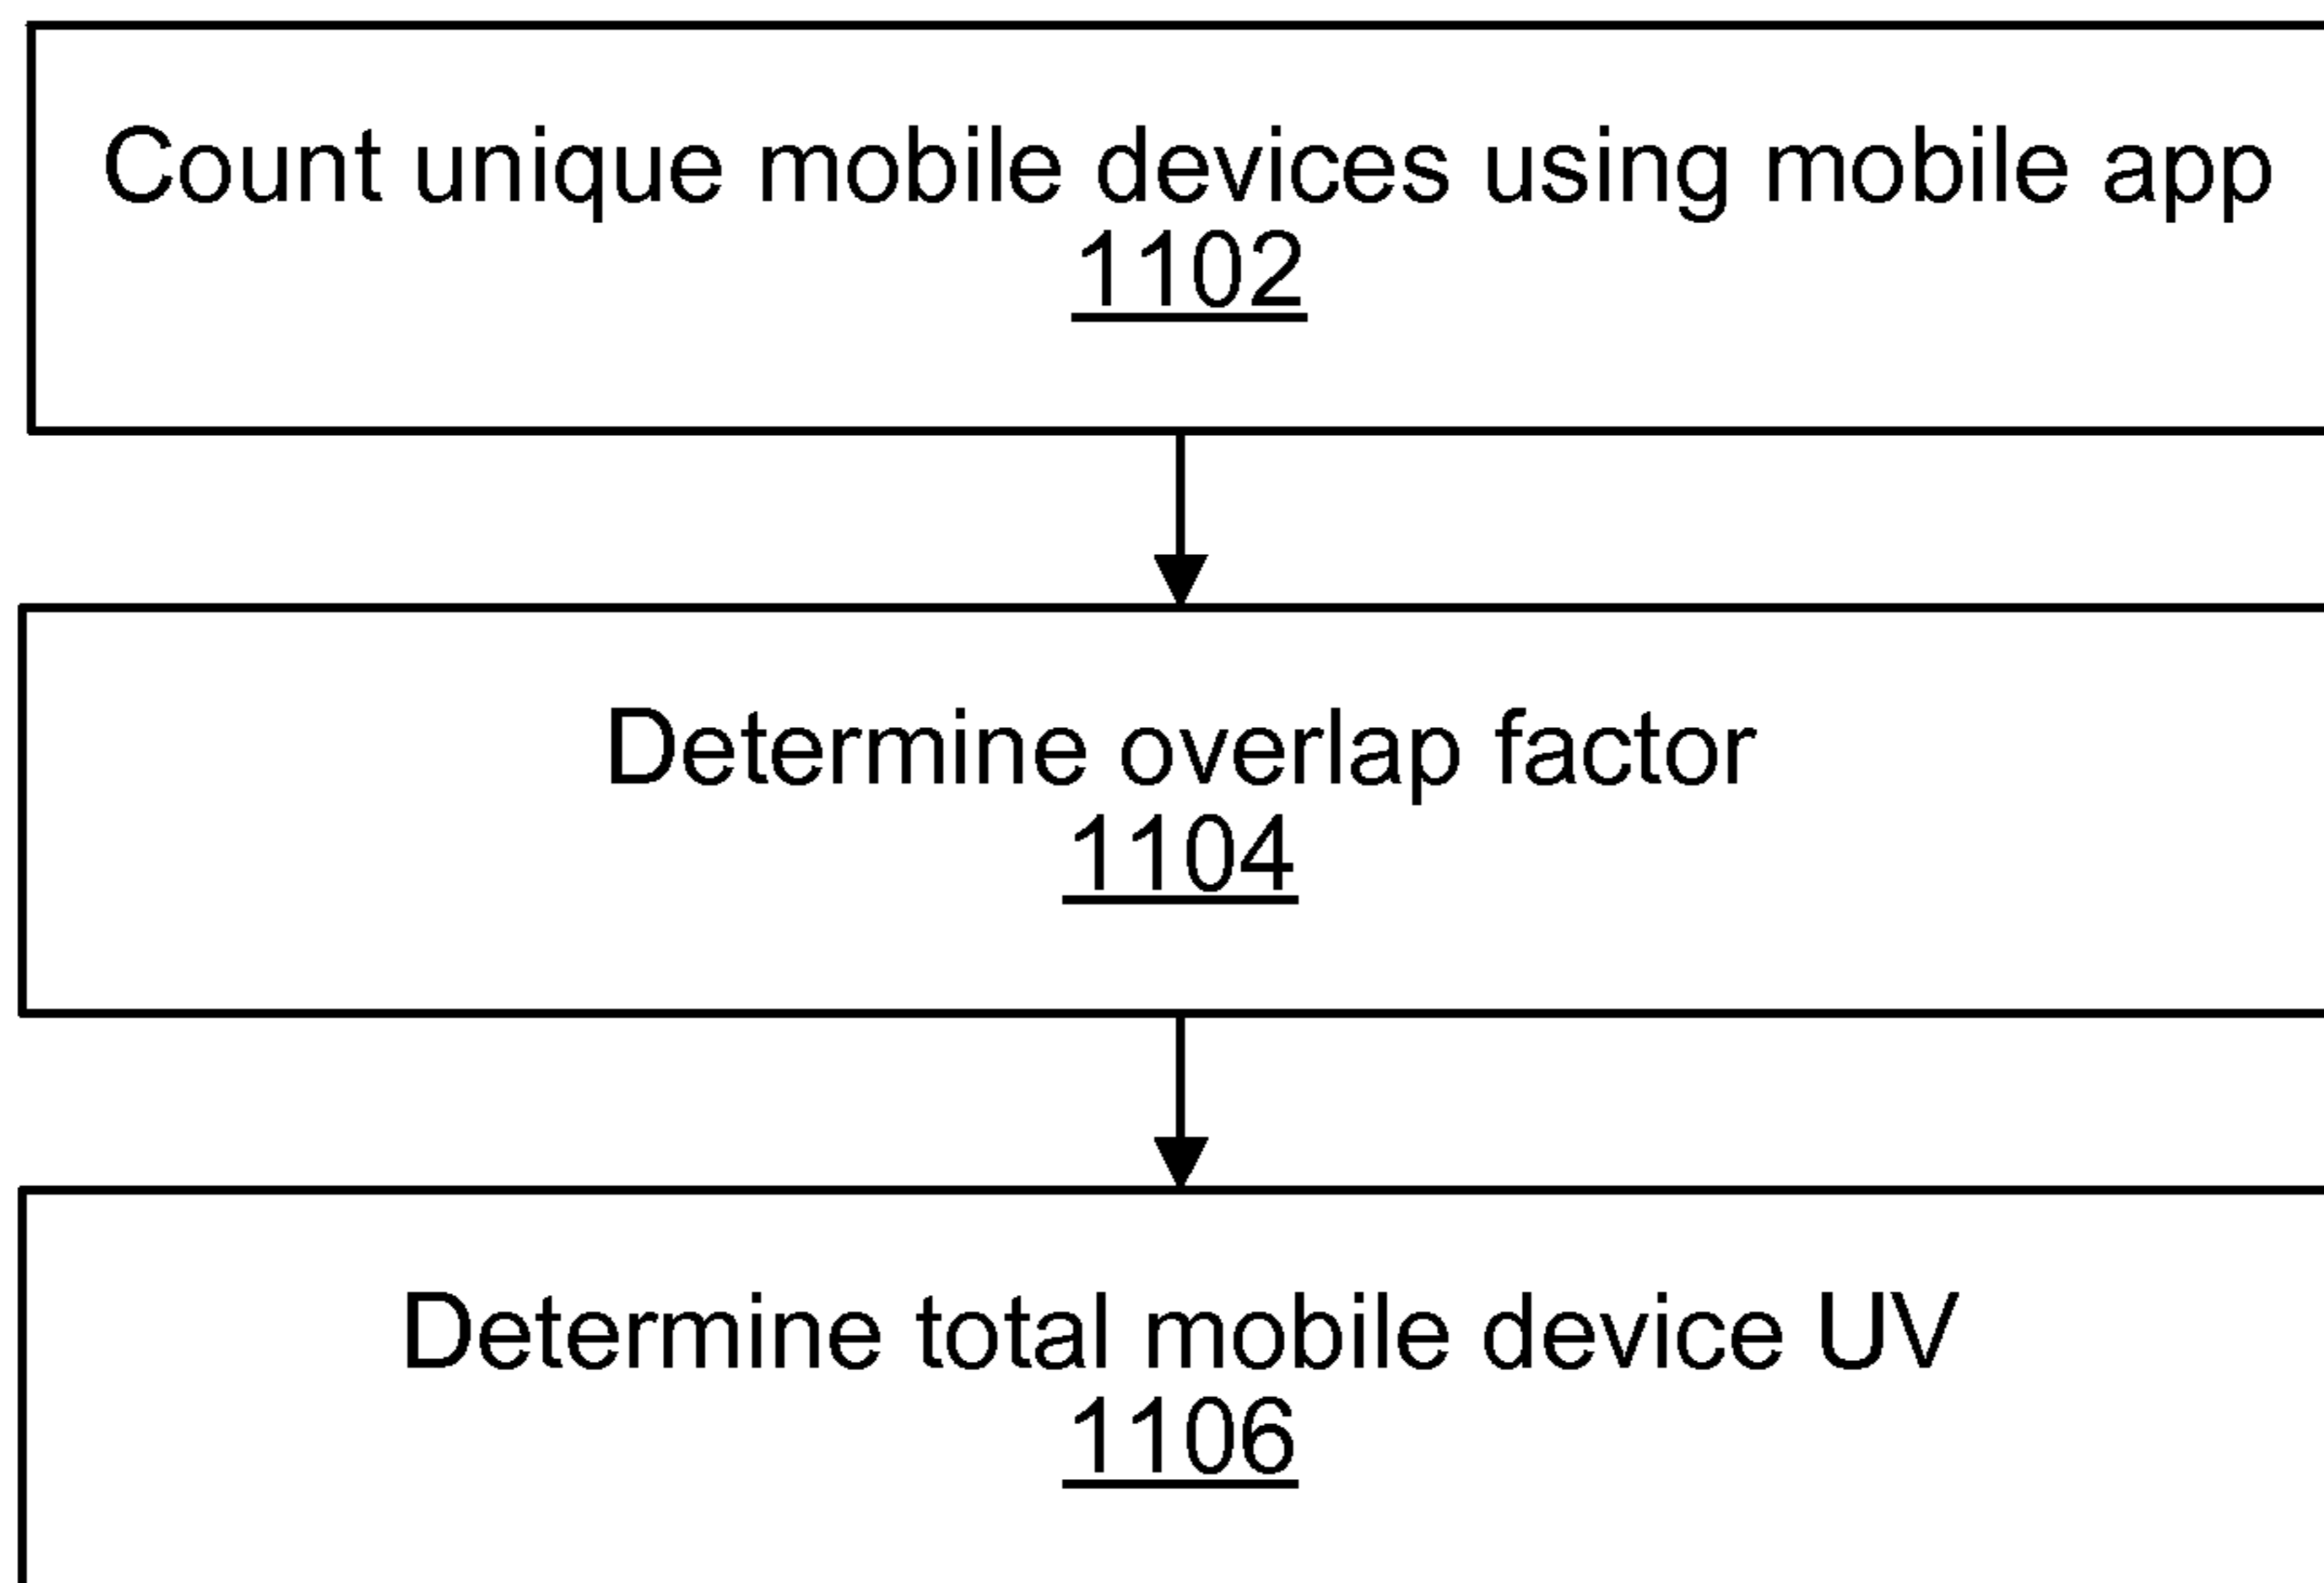 Count unique mobile devices using mobile app
1102
Determine overlap factor
1104
Determine total mobile device UV
1106